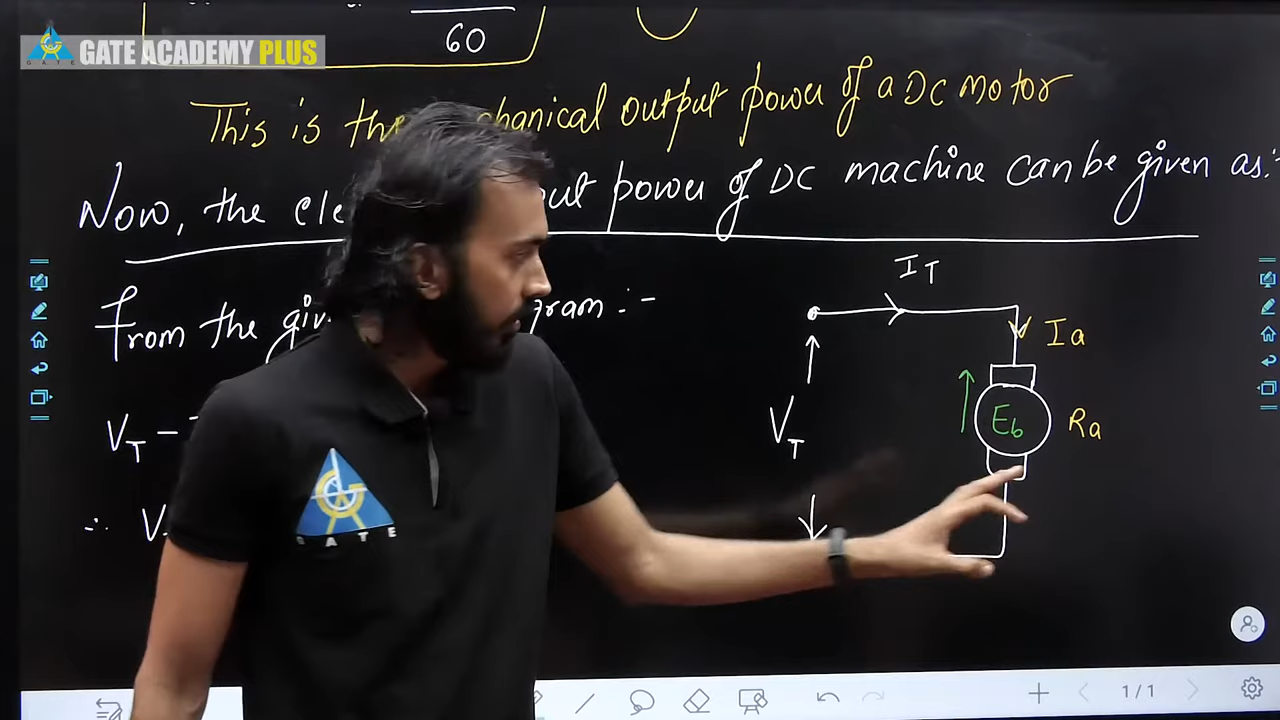 60
GATE ACADEMY PLUS
GATE
This is the chanical output power of a DC motor
Now, the ele put power of DC machine can be given as:-
From the giv gram :-
IT
Ia
VT
Eb
Ra
VT -
∴ V
GATE
1/1